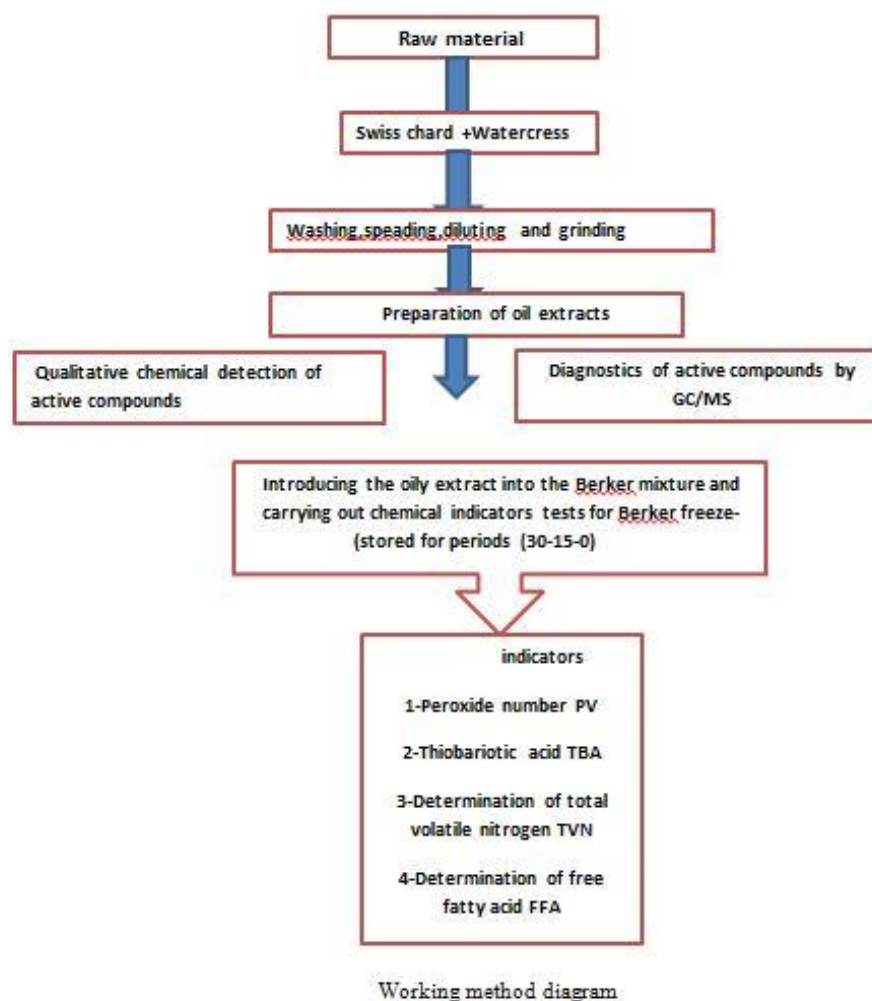 Raw material
Swiss chard +Watercress
Washing,speading,diluting and grinding
Preparation of oil extracts
Qualitative chemical detection of
active compounds
Diagnostics of active compounds by
GC/MS
Introducing the oily extract into the Berker mixture and
carrying out chemical indicators tests for Berker freeze-
(stored for periods (30-15-0)
indicators
1-Peroxide number PV
2-Thiobariotic acid TBA
3-Determination of total
volatile nitrogen TVN
4-Determination of free
fatty acid FFA
Working method diagram